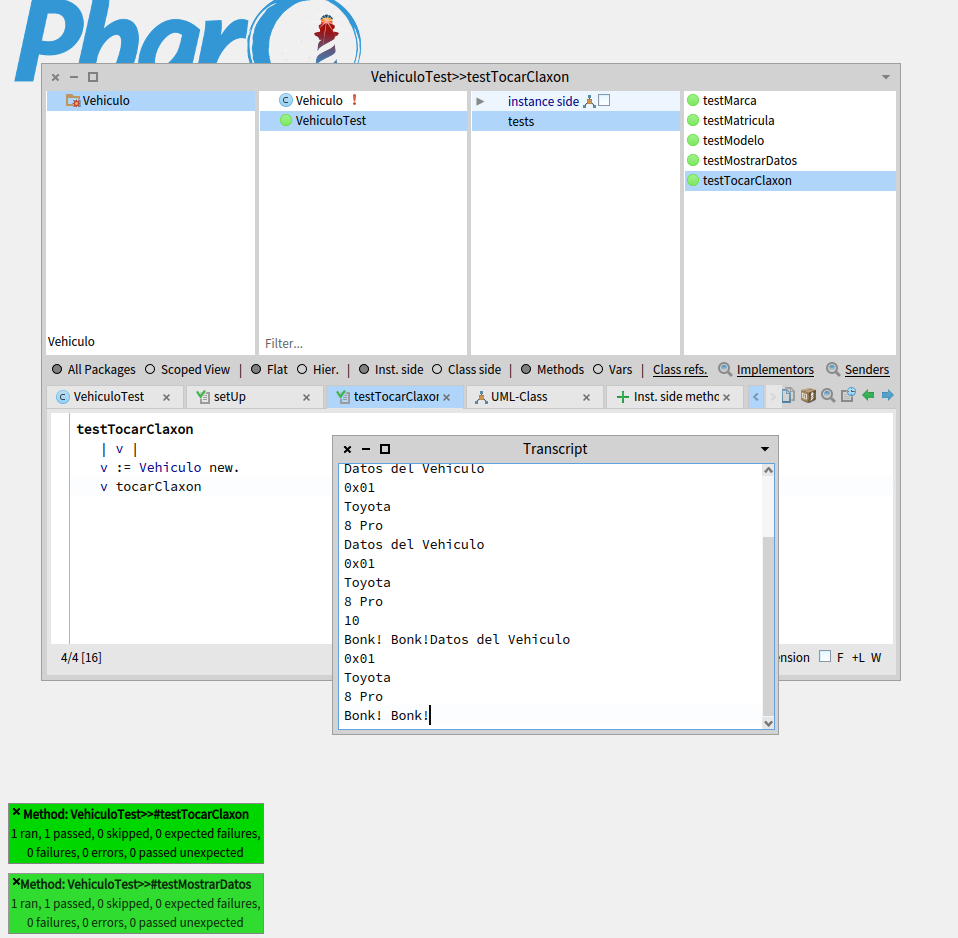 Pharo
VehiculoTest>>testTocarClaxon
Vehiculo
Vehiculo
Vehiculo !
VehiculoTest
Filter...
instance side
tests
testMarca
testMatricula
testModelo
testMostrarDatos
testTocarClaxon
All Packages Scoped View | Flat Hier. | Inst. side Class side | Methods Vars | Class refs. Implementors Senders
VehiculoTest setUp testTocarClaxon UML-Class Inst. side methc
testTocarClaxon
| v |
v := Vehiculo new.
v tocarClaxon
4/4 [16]
F +L W
Transcript
Datos del Vehiculo
0x01
Toyota
8 Pro
Datos del Vehiculo
0x01
Toyota
8 Pro
10
Bonk! Bonk!Datos del Vehiculo
0x01
Toyota
8 Pro
Bonk! Bonk!
Method: VehiculoTest>>#testTocarClaxon
1 ran, 1 passed, 0 skipped, 0 expected failures,
0 failures, 0 errors, 0 passed unexpected
Method: VehiculoTest>>#testMostrarDatos
1 ran, 1 passed, 0 skipped, 0 expected failures,
0 failures, 0 errors, 0 passed unexpected